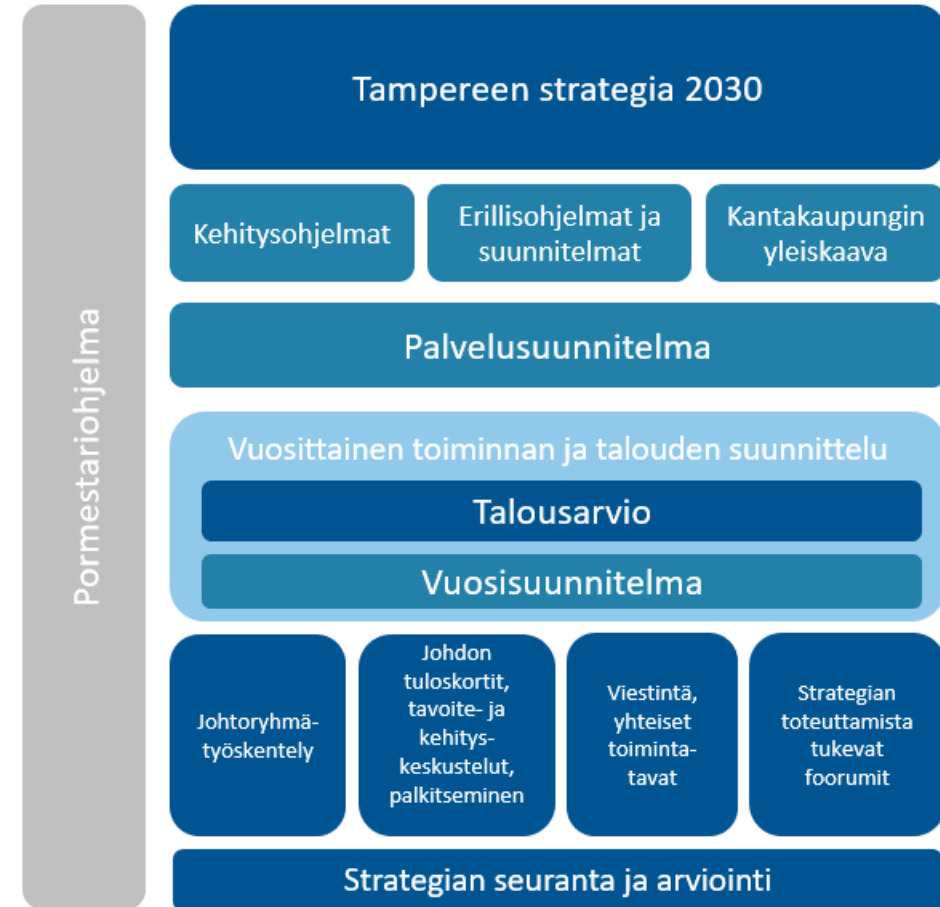 Pormestariohjelma
Tampereen strategia 2030
Kehitysohjelmat
Erillisohjelmat ja
suunnitelmat
Kantakaupungin
yleiskaava
Palvelusuunnitelma
Vuosittainen toiminnan ja talouden suunnittelu
Talousarvio
Vuosisuunnitelma
Johtoryhmä-
työskentely
Johdon
tuloskortit,
tavoite- ja
kehitys-
keskustelut,
palkitseminen
Viestintä,
yhteiset
toiminta-
tavat
Strategian
toteuttamista
tukevat
foorumit
Strategian seuranta ja arviointi